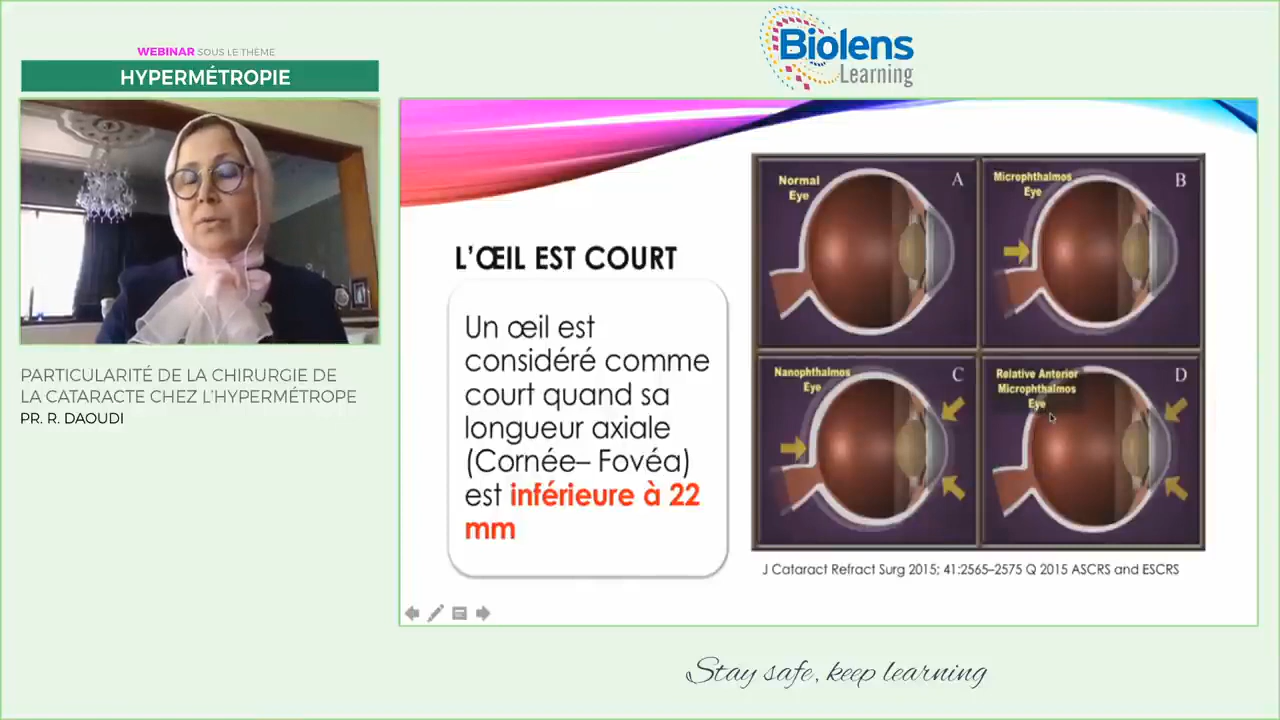 WEBINAR SOUS LE THÈME
HYPERMÉTROPIE
Biolens
Learning
PARTICULARITÉ DE LA CHIRURGIE DE
LA CATARACTE CHEZ L'HYPERMÉTROPE
PR. R. DAOUDI
L'ŒIL EST COURT
Un œil est
considéré comme
court quand sa
longueur axiale
(Cornée– Fovéa)
est inférieure à 22
mm
Normal
Eye
A
Microphthalmos
Eye
B
Nanophthalmos
Eye
C
Relative Anterior
Microphthalmos
Eye
D
J Cataract Refract Surg 2015; 41:2565–2575 Q 2015 ASCRS and ESCRS
Stay safe, keep learning